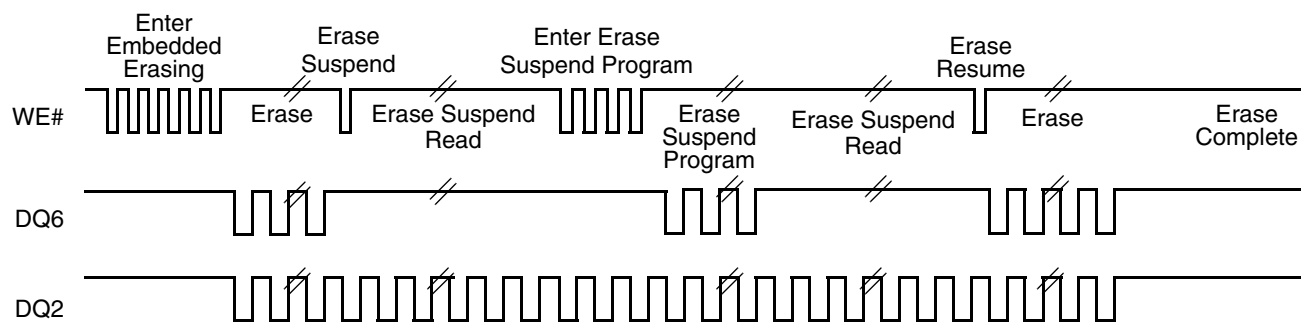 Enter
Embedded
Erasing
Erase
Suspend
Enter Erase
Suspend Program
Erase
Resume
WE#
Erase
Erase Suspend
Read
Erase
Suspend
Program
Erase Suspend
Read
Erase
Erase
Complete
DQ6
DQ2